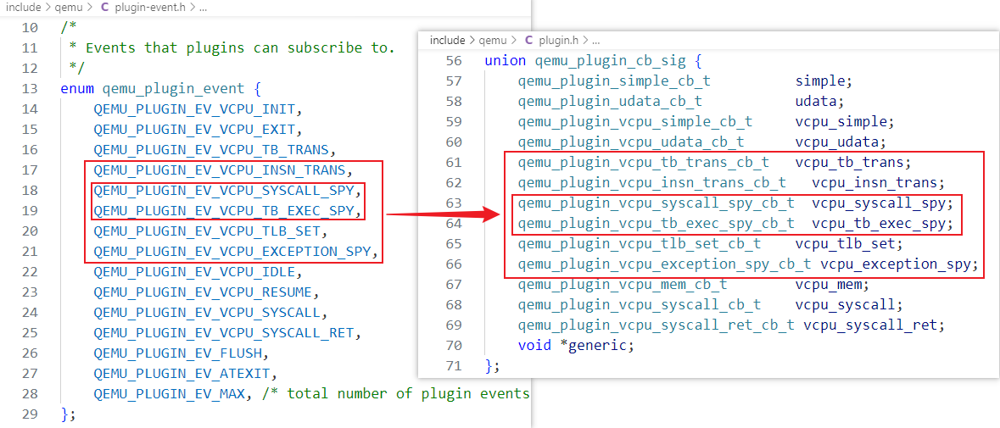 include > qemu > C plugin-event.h > ...
10 /*
11  * Events that plugins can subscribe to.
12  */
13 enum qemu_plugin_event {
14     QEMU_PLUGIN_EV_VCPU_INIT,
15     QEMU_PLUGIN_EV_VCPU_EXIT,
16     QEMU_PLUGIN_EV_VCPU_TB_TRANS,
17     QEMU_PLUGIN_EV_VCPU_INSN_TRANS,
18     QEMU_PLUGIN_EV_VCPU_SYSCALL_SPY,
19     QEMU_PLUGIN_EV_VCPU_TB_EXEC_SPY,
20     QEMU_PLUGIN_EV_VCPU_TLB_SET,
21     QEMU_PLUGIN_EV_VCPU_EXCEPTION_SPY,
22     QEMU_PLUGIN_EV_VCPU_IDLE,
23     QEMU_PLUGIN_EV_VCPU_RESUME,
24     QEMU_PLUGIN_EV_VCPU_SYSCALL,
25     QEMU_PLUGIN_EV_VCPU_SYSCALL_RET,
26     QEMU_PLUGIN_EV_FLUSH,
27     QEMU_PLUGIN_EV_ATEXIT,
28     QEMU_PLUGIN_EV_MAX, /* total number of plugin events
29 };
include > qemu > C plugin.h > ...
56 union qemu_plugin_cb_sig {
57     qemu_plugin_simple_cb_t          simple;
58     qemu_plugin_udata_cb_t           udata;
59     qemu_plugin_vcpu_simple_cb_t     vcpu_simple;
60     qemu_plugin_vcpu_udata_cb_t      vcpu_udata;
61     qemu_plugin_vcpu_tb_trans_cb_t   vcpu_tb_trans;
62     qemu_plugin_vcpu_insn_trans_cb_t   vcpu_insn_trans;
63     qemu_plugin_vcpu_syscall_spy_cb_t  vcpu_syscall_spy;
64     qemu_plugin_vcpu_tb_exec_spy_cb_t  vcpu_tb_exec_spy;
65     qemu_plugin_vcpu_tlb_set_cb_t    vcpu_tlb_set;
66     qemu_plugin_vcpu_exception_spy_cb_t vcpu_exception_spy;
67     qemu_plugin_vcpu_mem_cb_t        vcpu_mem;
68     qemu_plugin_vcpu_syscall_cb_t    vcpu_syscall;
69     qemu_plugin_vcpu_syscall_ret_cb_t vcpu_syscall_ret;
70     void *generic;
71 };